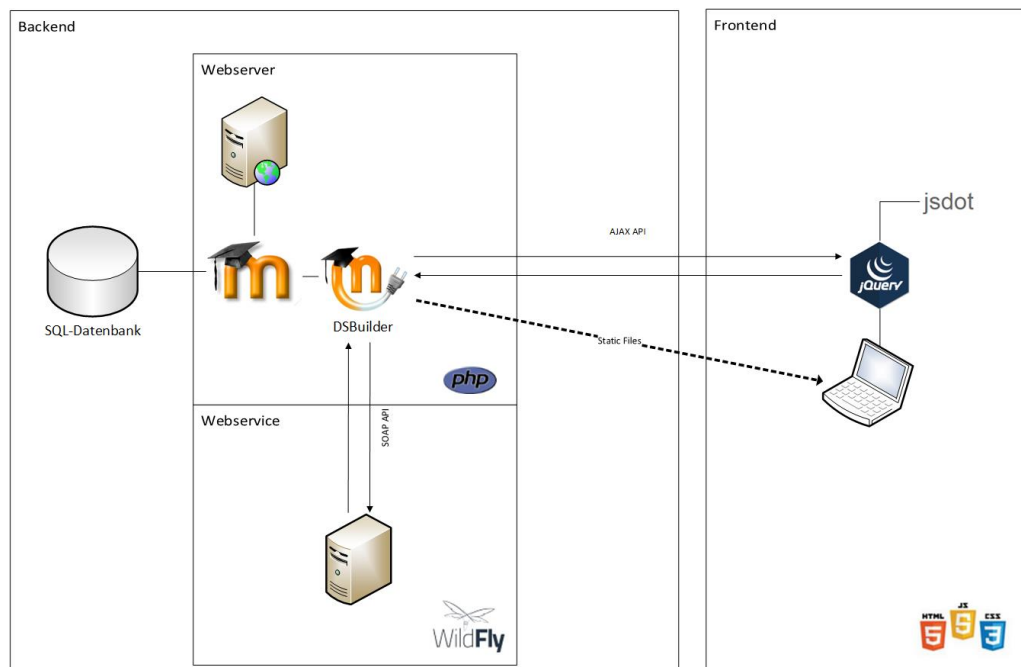 Backend
Frontend
Webserver
jsdot
AJAX API
jQuery
m
m
SQL-Datenbank
DSBuilder
Static Files
php
Webservice
SOAP API
WildFly
HTML
JS
CSS
5
5
3